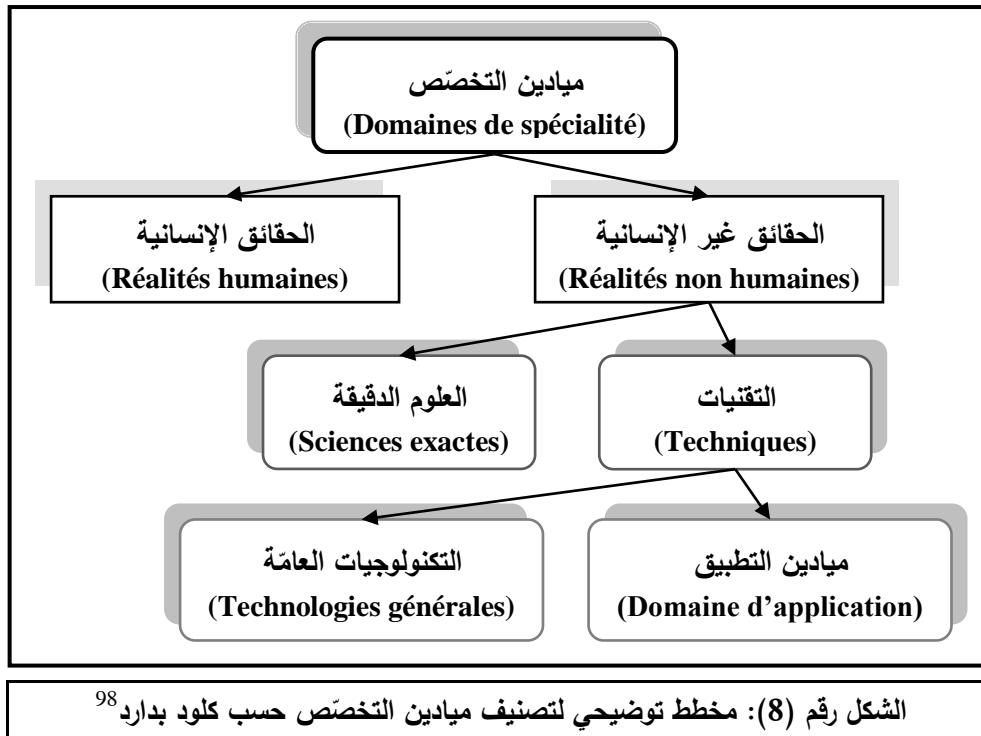 ميادين التخصّص
(Domaines de spécialité)
الحقائق غير الإنسانية
(Réalités non humaines)
الحقائق الإنسانية
(Réalités humaines)
التقنيات
(Techniques)
العلوم الدقيقة
(Sciences exactes)
ميادين التطبيق
(Domaine d’application)
التكنولوجيات العامّة
(Technologies générales)
الشكل رقم (8): مخطط توضيحي لتصنيف ميادين التخصّص حسب كلود بدارد98